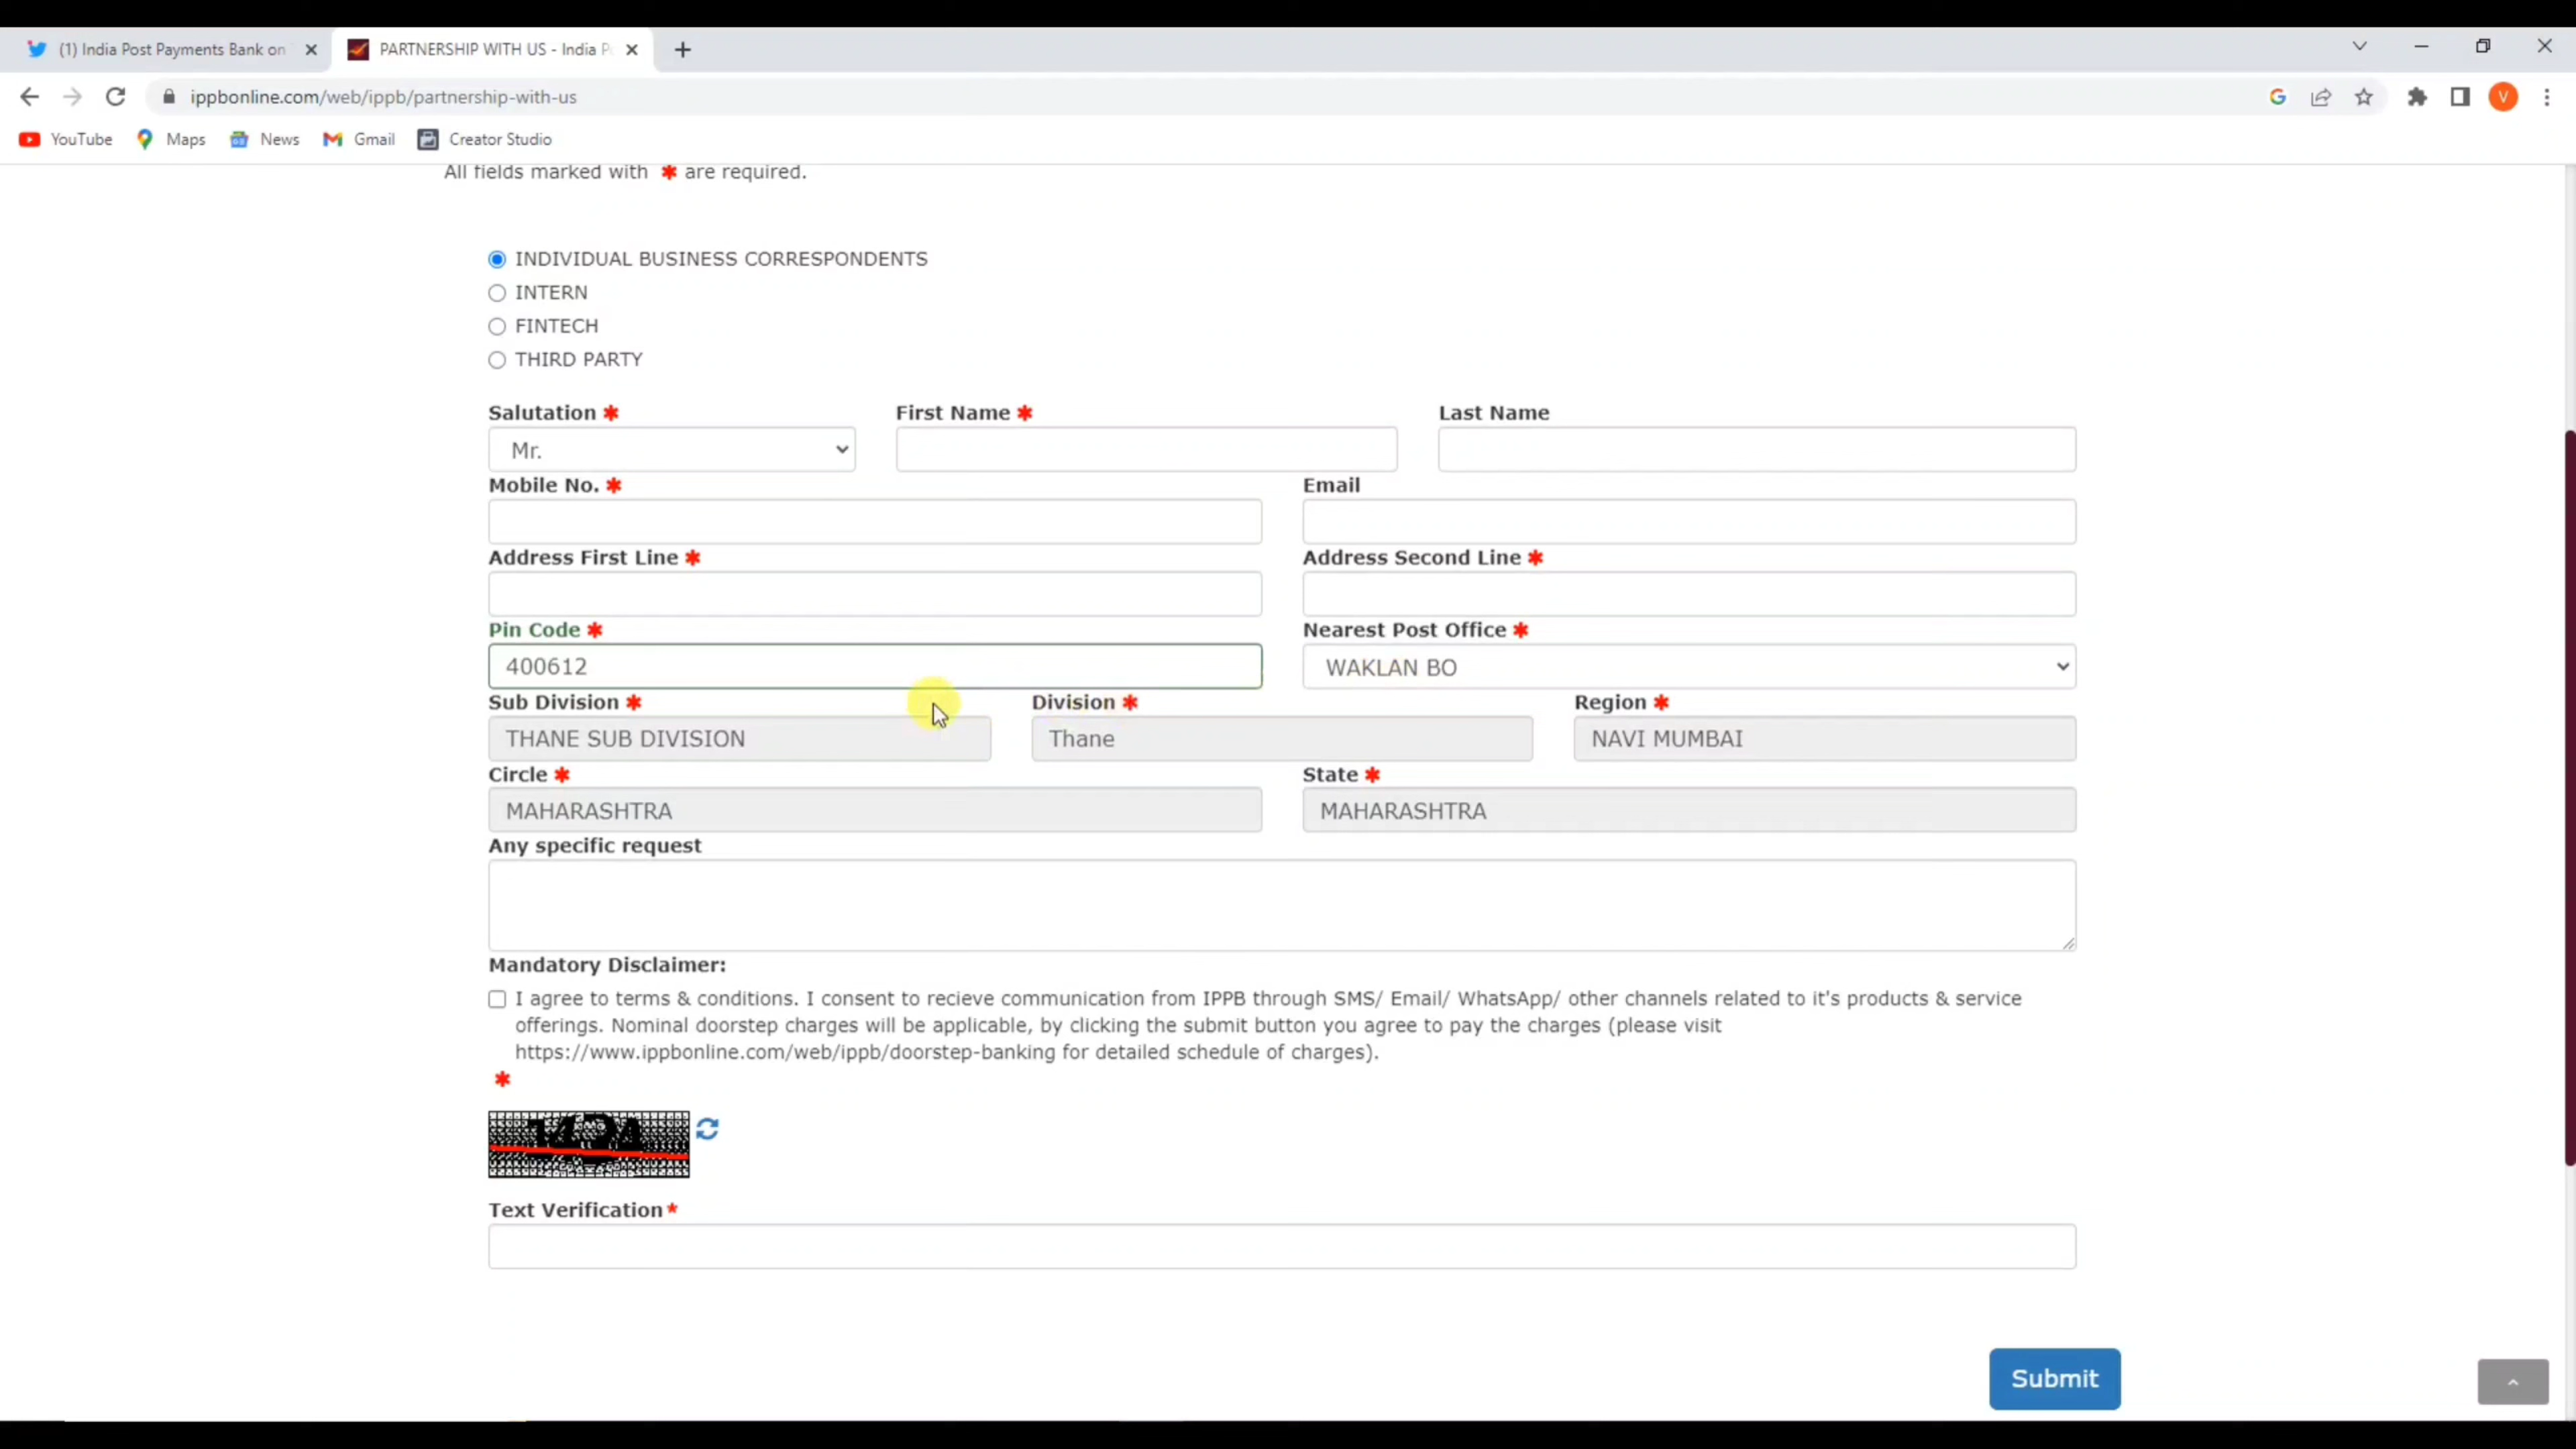 (1) India Post Payments Bank on
PARTNERSHIP WITH US - India P
ippbonline.com/web/ippb/partnership-with-us
V
YouTube
Maps
News
Gmail
Creator Studio
All fields marked with * are required.
INDIVIDUAL BUSINESS CORRESPONDENTS
INTERN
FINTECH
THIRD PARTY
Salutation * First Name * Last Name
Mr.
Mobile No. * Email
Address First Line * Address Second Line *
Pin Code * Nearest Post Office *
400612 WAKLAN BO
Sub Division * Division * Region *
THANE SUB DIVISION Thane NAVI MUMBAI
Circle * State *
MAHARASHTRA MAHARASHTRA
Any specific request
Mandatory Disclaimer:
I agree to terms & conditions. I consent to recieve communication from IPPB through SMS/ Email/ WhatsApp/ other channels related to it's products & service
offerings. Nominal doorstep charges will be applicable, by clicking the submit button you agree to pay the charges (please visit
https://www.ippbonline.com/web/ippb/doorstep-banking for detailed schedule of charges).
*
Text Verification*
Submit